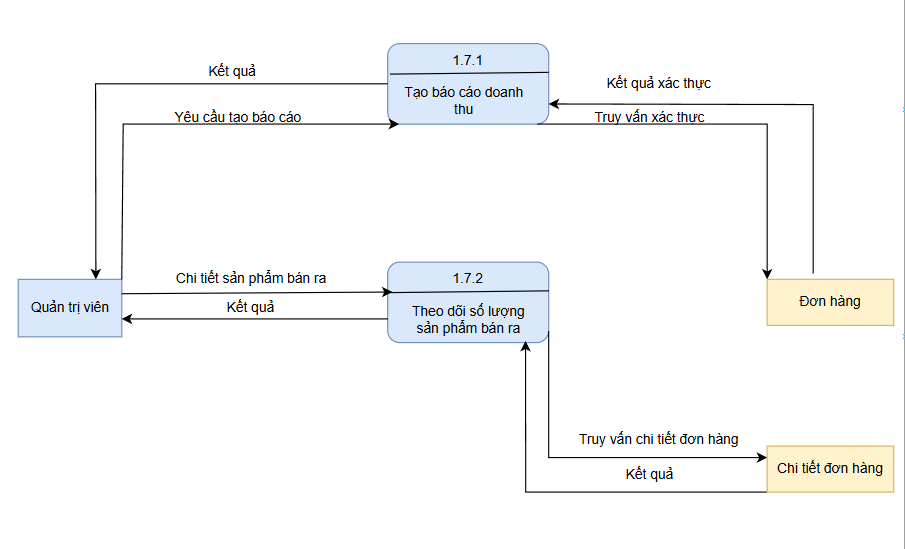 1.7.1
Kết quả
Tạo báo cáo doanh
thu
Kết quả xác thực
Yêu cầu tạo báo cáo
Truy vấn xác thực
Chi tiết sản phẩm bán ra
1.7.2
Quản trị viên
Kết quả
Theo dõi số lượng
sản phẩm bán ra
Đơn hàng
Truy vấn chi tiết đơn hàng
Kết quả
Chi tiết đơn hàng